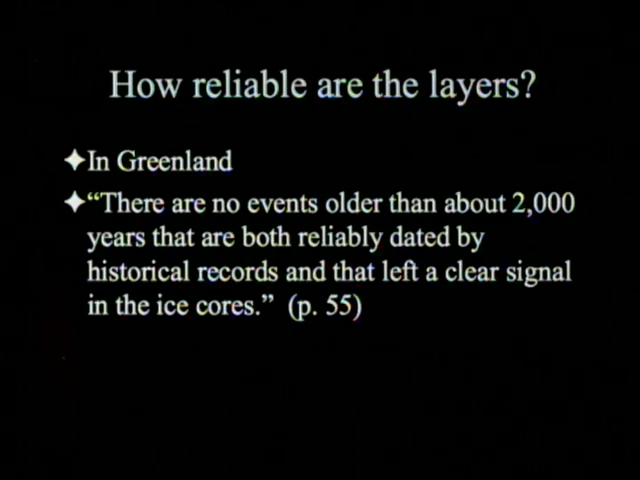 How reliable are the layers?
✦In Greenland
✦“There are no events older than about 2,000
years that are both reliably dated by
historical records and that left a clear signal
in the ice cores.” (p. 55)